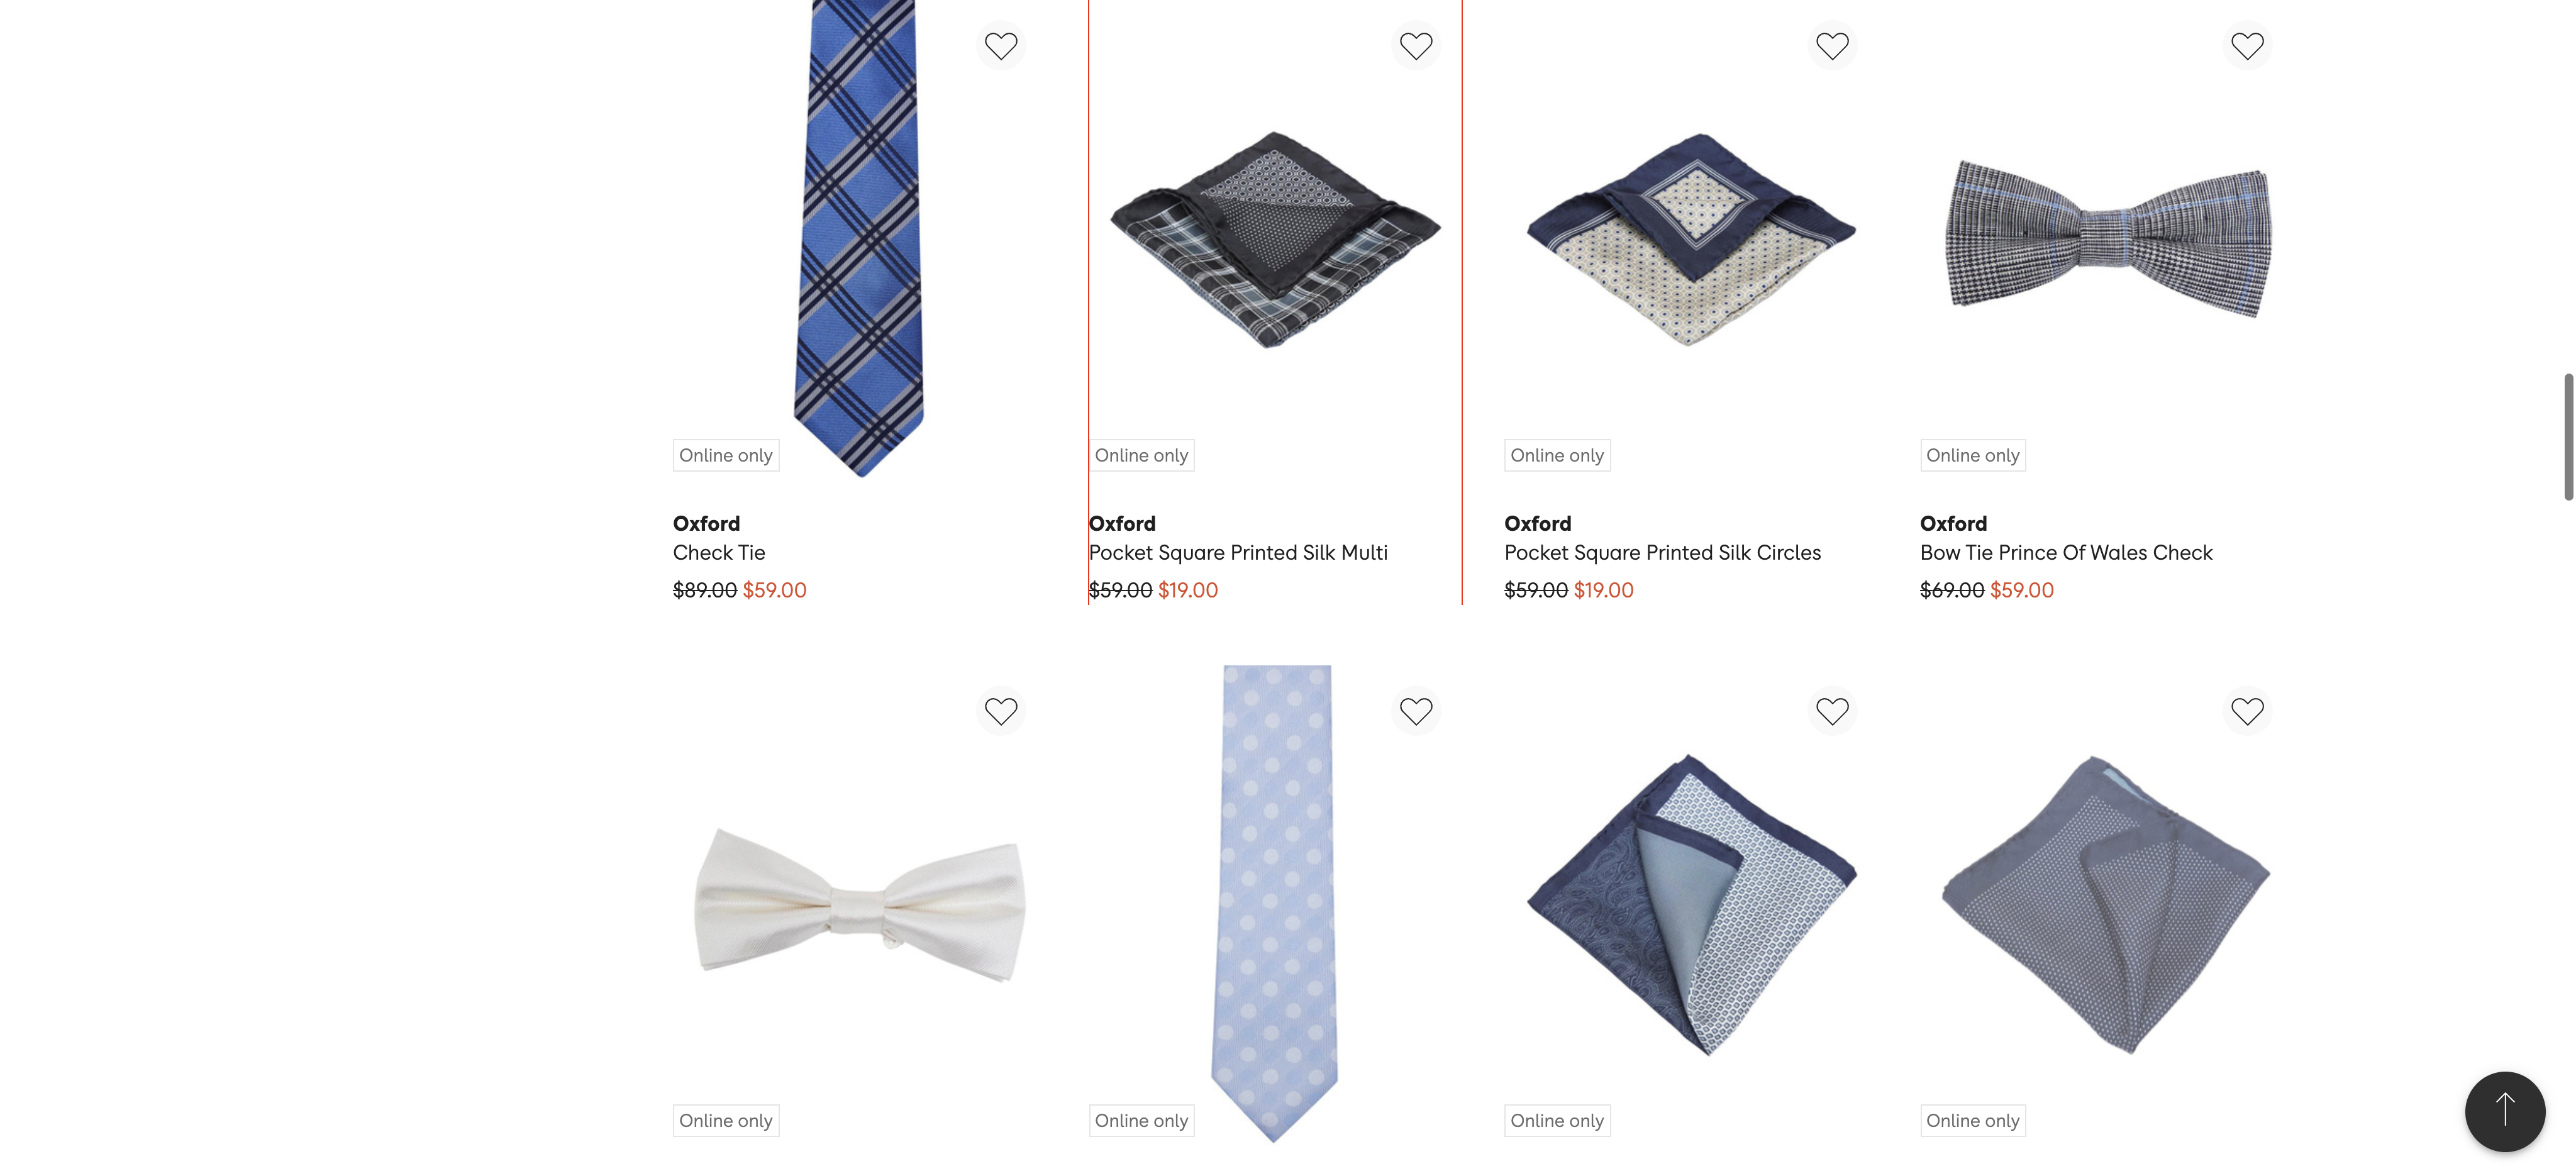 Online only
Online only
Online only
Online only
Oxford
Check Tie
$89.00 $59.00
Oxford
Pocket Square Printed Silk Multi
$59.00 $19.00
Oxford
Pocket Square Printed Silk Circles
$59.00 $19.00
Oxford
Bow Tie Prince Of Wales Check
$69.00 $59.00
Online only
Online only
Online only
Online only